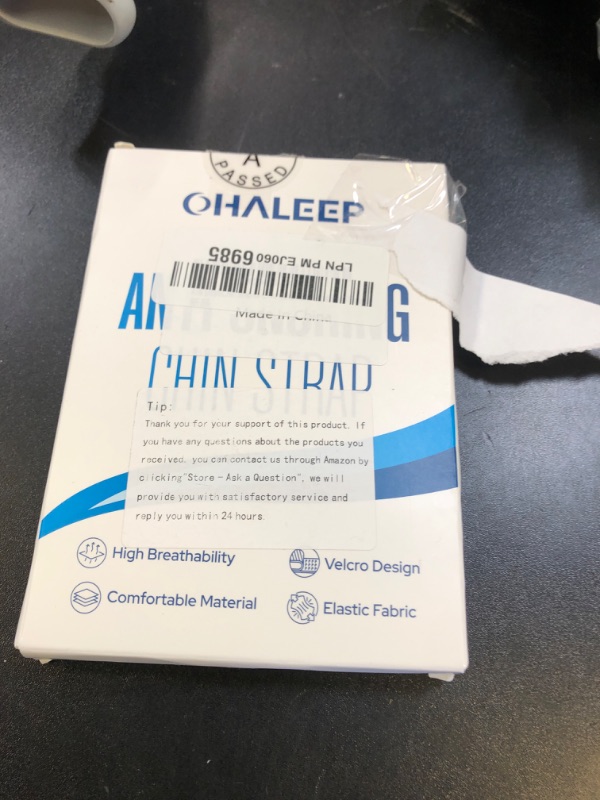 A
PASSED
OHALEEP
LPN PM EJ060 6985
Made in
CHIN STRAP
Tip:
Thank you for your support of this product. If
you have any questions about the products you
received, you can contact us through Amazon by
clicking"Store - Ask a Question", we will
provide you with satisfactory service and
reply you within 24 hours.
High Breathability
Velcro Design
Comfortable Material
Elastic Fabric